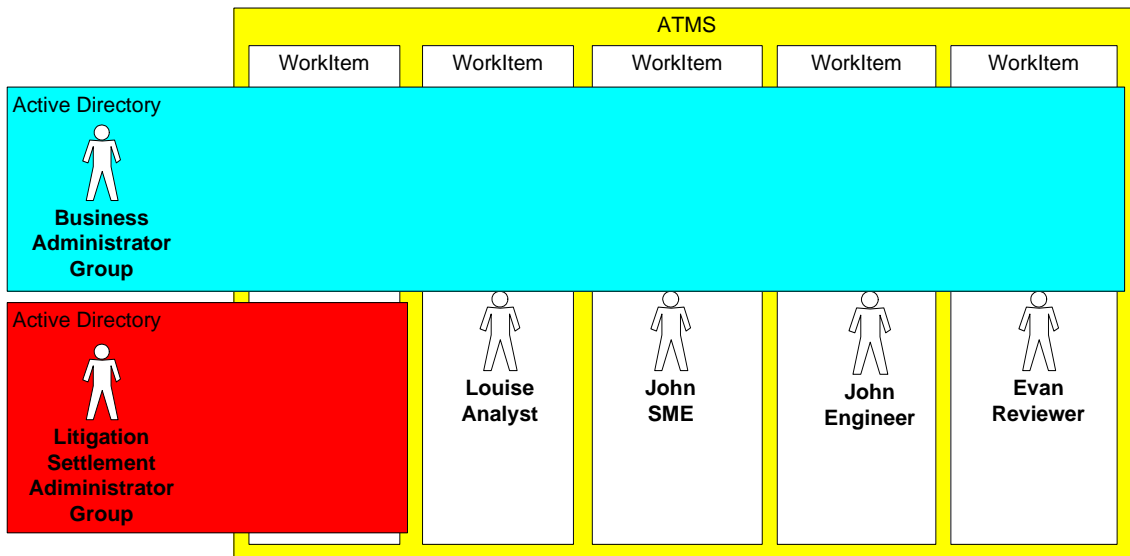 ATMS
WorkItem
WorkItem
WorkItem
WorkItem
WorkItem
Active Directory
Business
Administrator
Group
Active Directory
Litigation
Settlement
Adiministrator
Group
Louise
Analyst
John
SME
John
Engineer
Evan
Reviewer